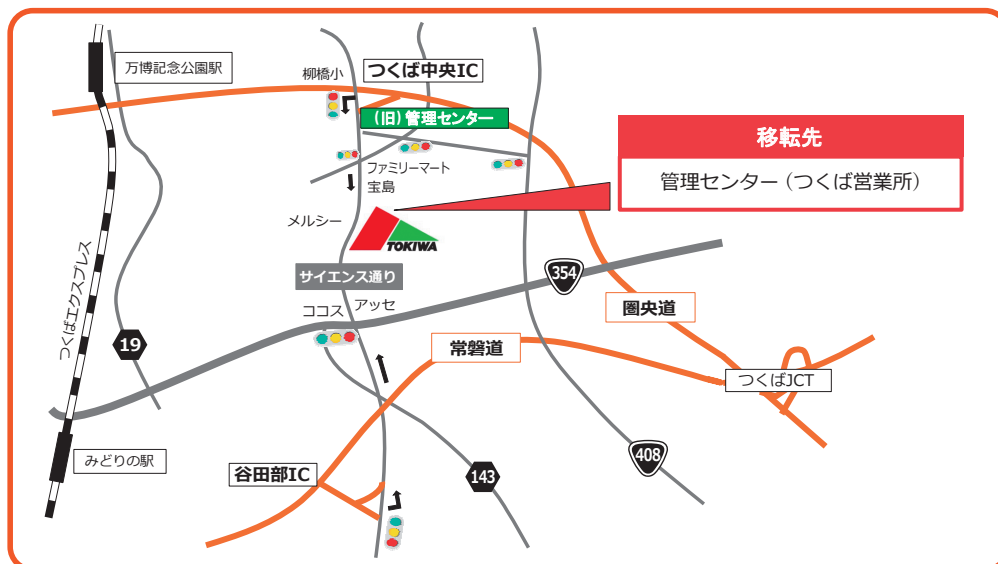 万博記念公園駅
柳橋小
つくば中央IC
(旧)管理センター
移転先
管理センター(つくば営業所)
ファミリーマート
宝島
メルシー
TOKIWA
サイエンス通り
354
ココス
アッセ
圏央道
つくばエクスプレス
19
常磐道
つくばJCT
みどりの駅
谷田部IC
143
408